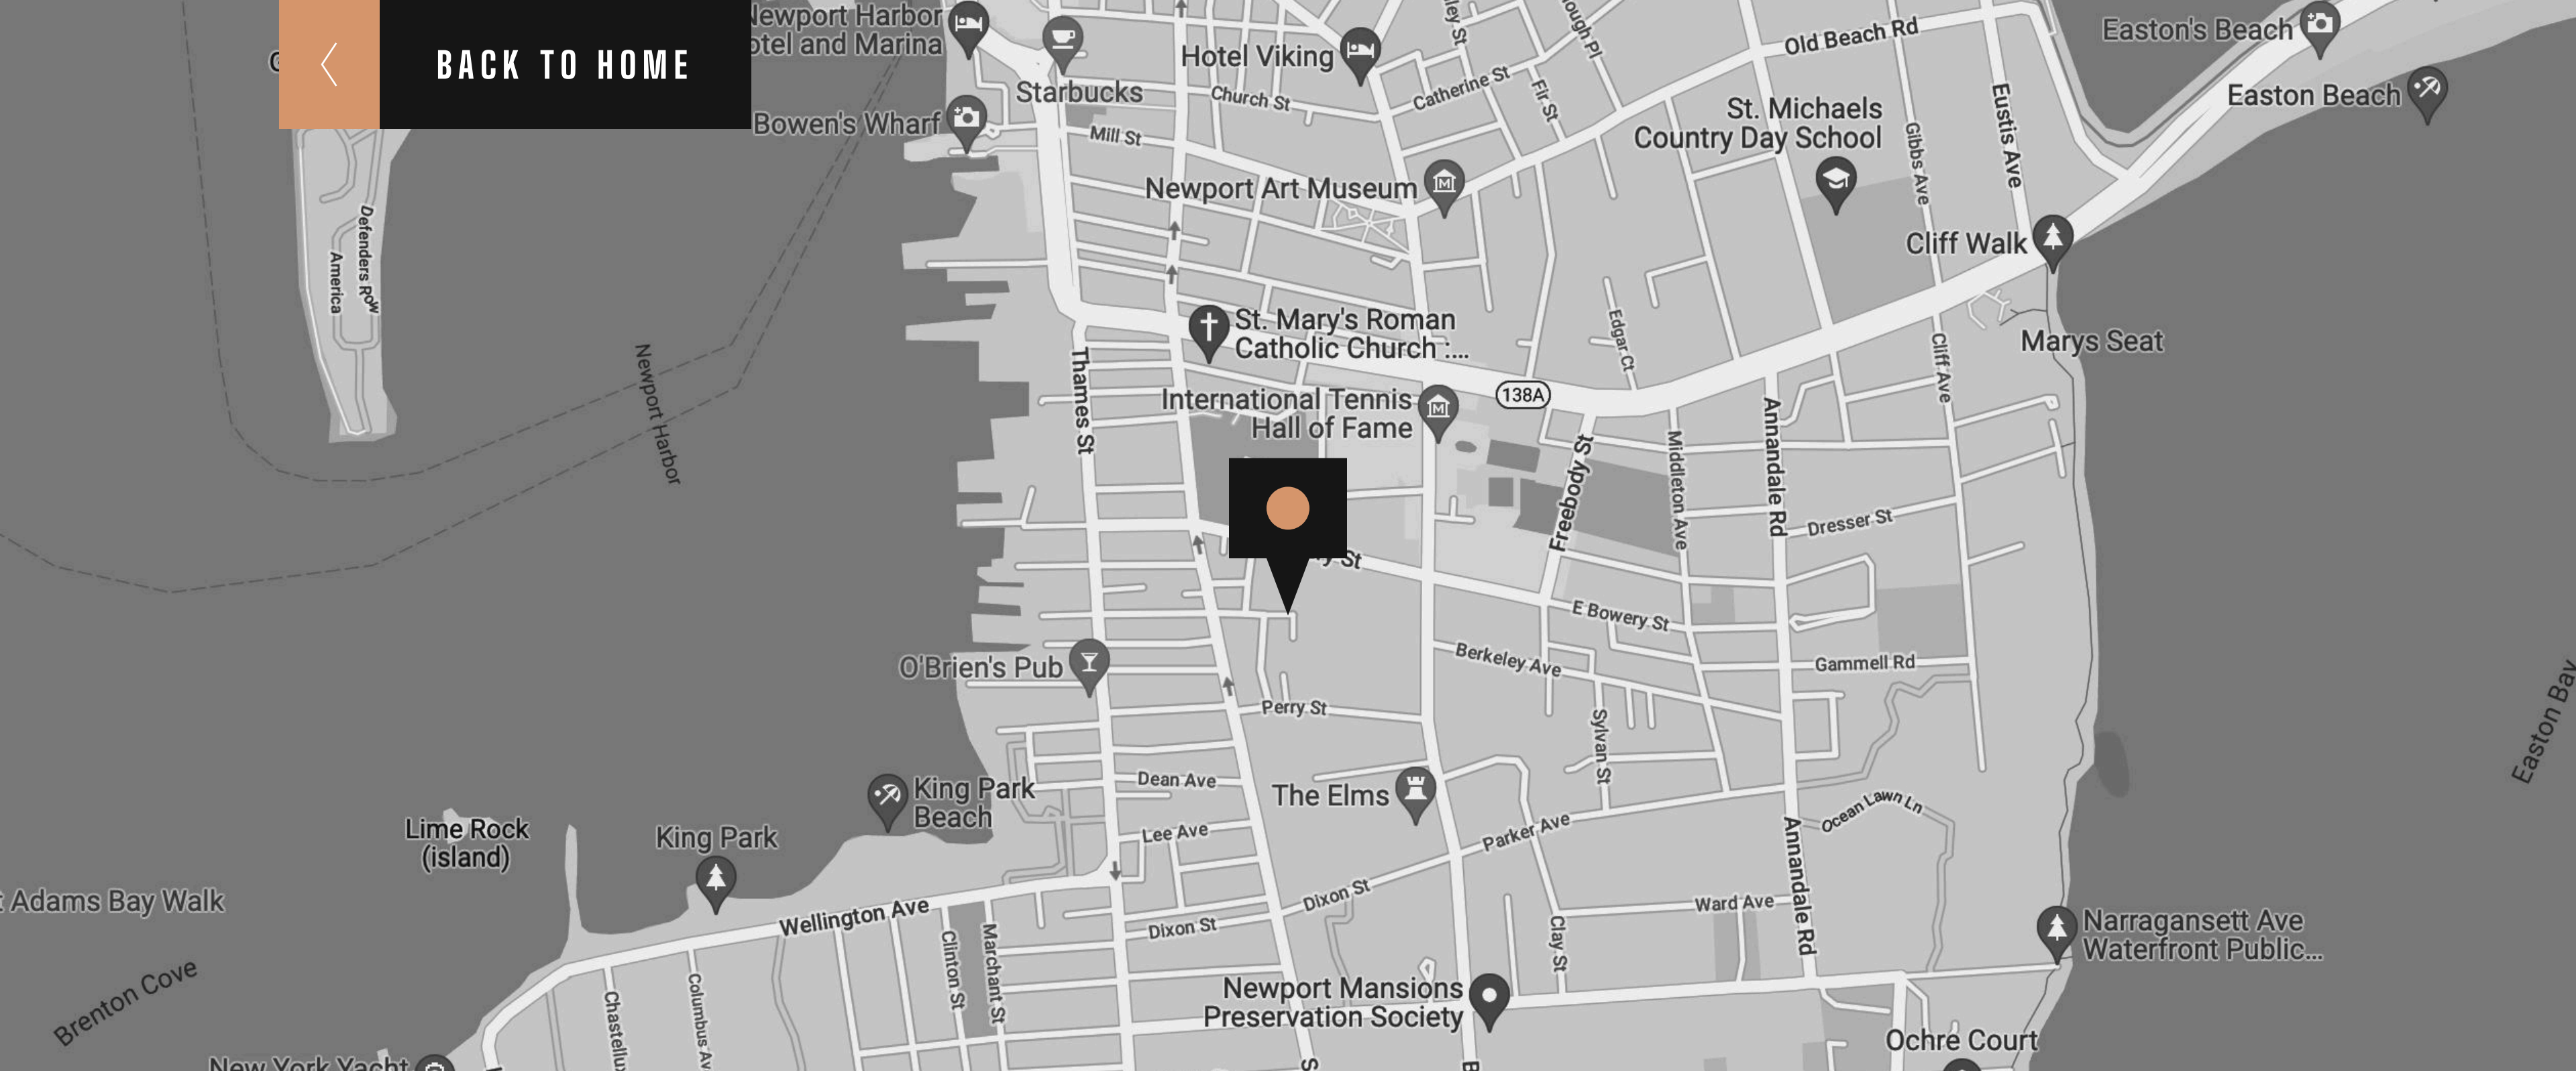 BACK TO HOME
Newport Harbor
Hotel and Marina
Starbucks
Hotel Viking
Church St
Catherine St
Fir St
Old Beach Rd
Easton's Beach
Easton Beach
Bowen's Wharf
Mill St
St. Michaels
Country Day School
Gibbs Ave
Eustis Ave
Newport Art Museum
Cliff Walk
Defenders Row
America
Newport Harbor
St. Mary's Roman
Catholic Church :...
Edgar Ct
Marys Seat
Cliff Ave
Thames St
International Tennis
Hall of Fame
138A
Freebody St
Middleton Ave
Annandale Rd
Dresser St
St
E Bowery St
Berkeley Ave
Gammell Rd
O'Brien's Pub
Perry St
Sylvan St
Easton Bay
Dean Ave
King Park
Beach
The Elms
Lee Ave
Parker Ave
Ocean Lawn Ln
Lime Rock
(island)
King Park
Adams Bay Walk
Wellington Ave
Dixon St
Dixon St
Clay St
Ward Ave
Annandale Rd
Narragansett Ave
Waterfront Public...
Clinton St
Marchant St
Brenton Cove
Chastellux
Columbus Av
Newport Mansions
Preservation Society
Ochre Court
New York Yacht